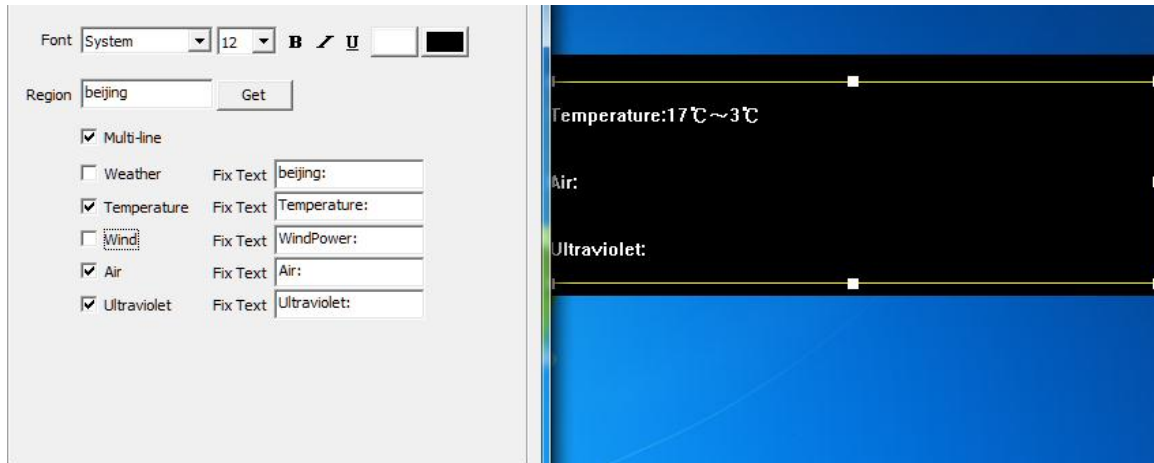 Font System 12 B I U
Region beijing Get
Multi-line
Weather Fix Text beijing:
Temperature Fix Text Temperature:
Wind Fix Text WindPower:
Air Fix Text Air:
Ultraviolet Fix Text Ultraviolet:
Temperature:17℃～3℃
Air:
Ultraviolet: